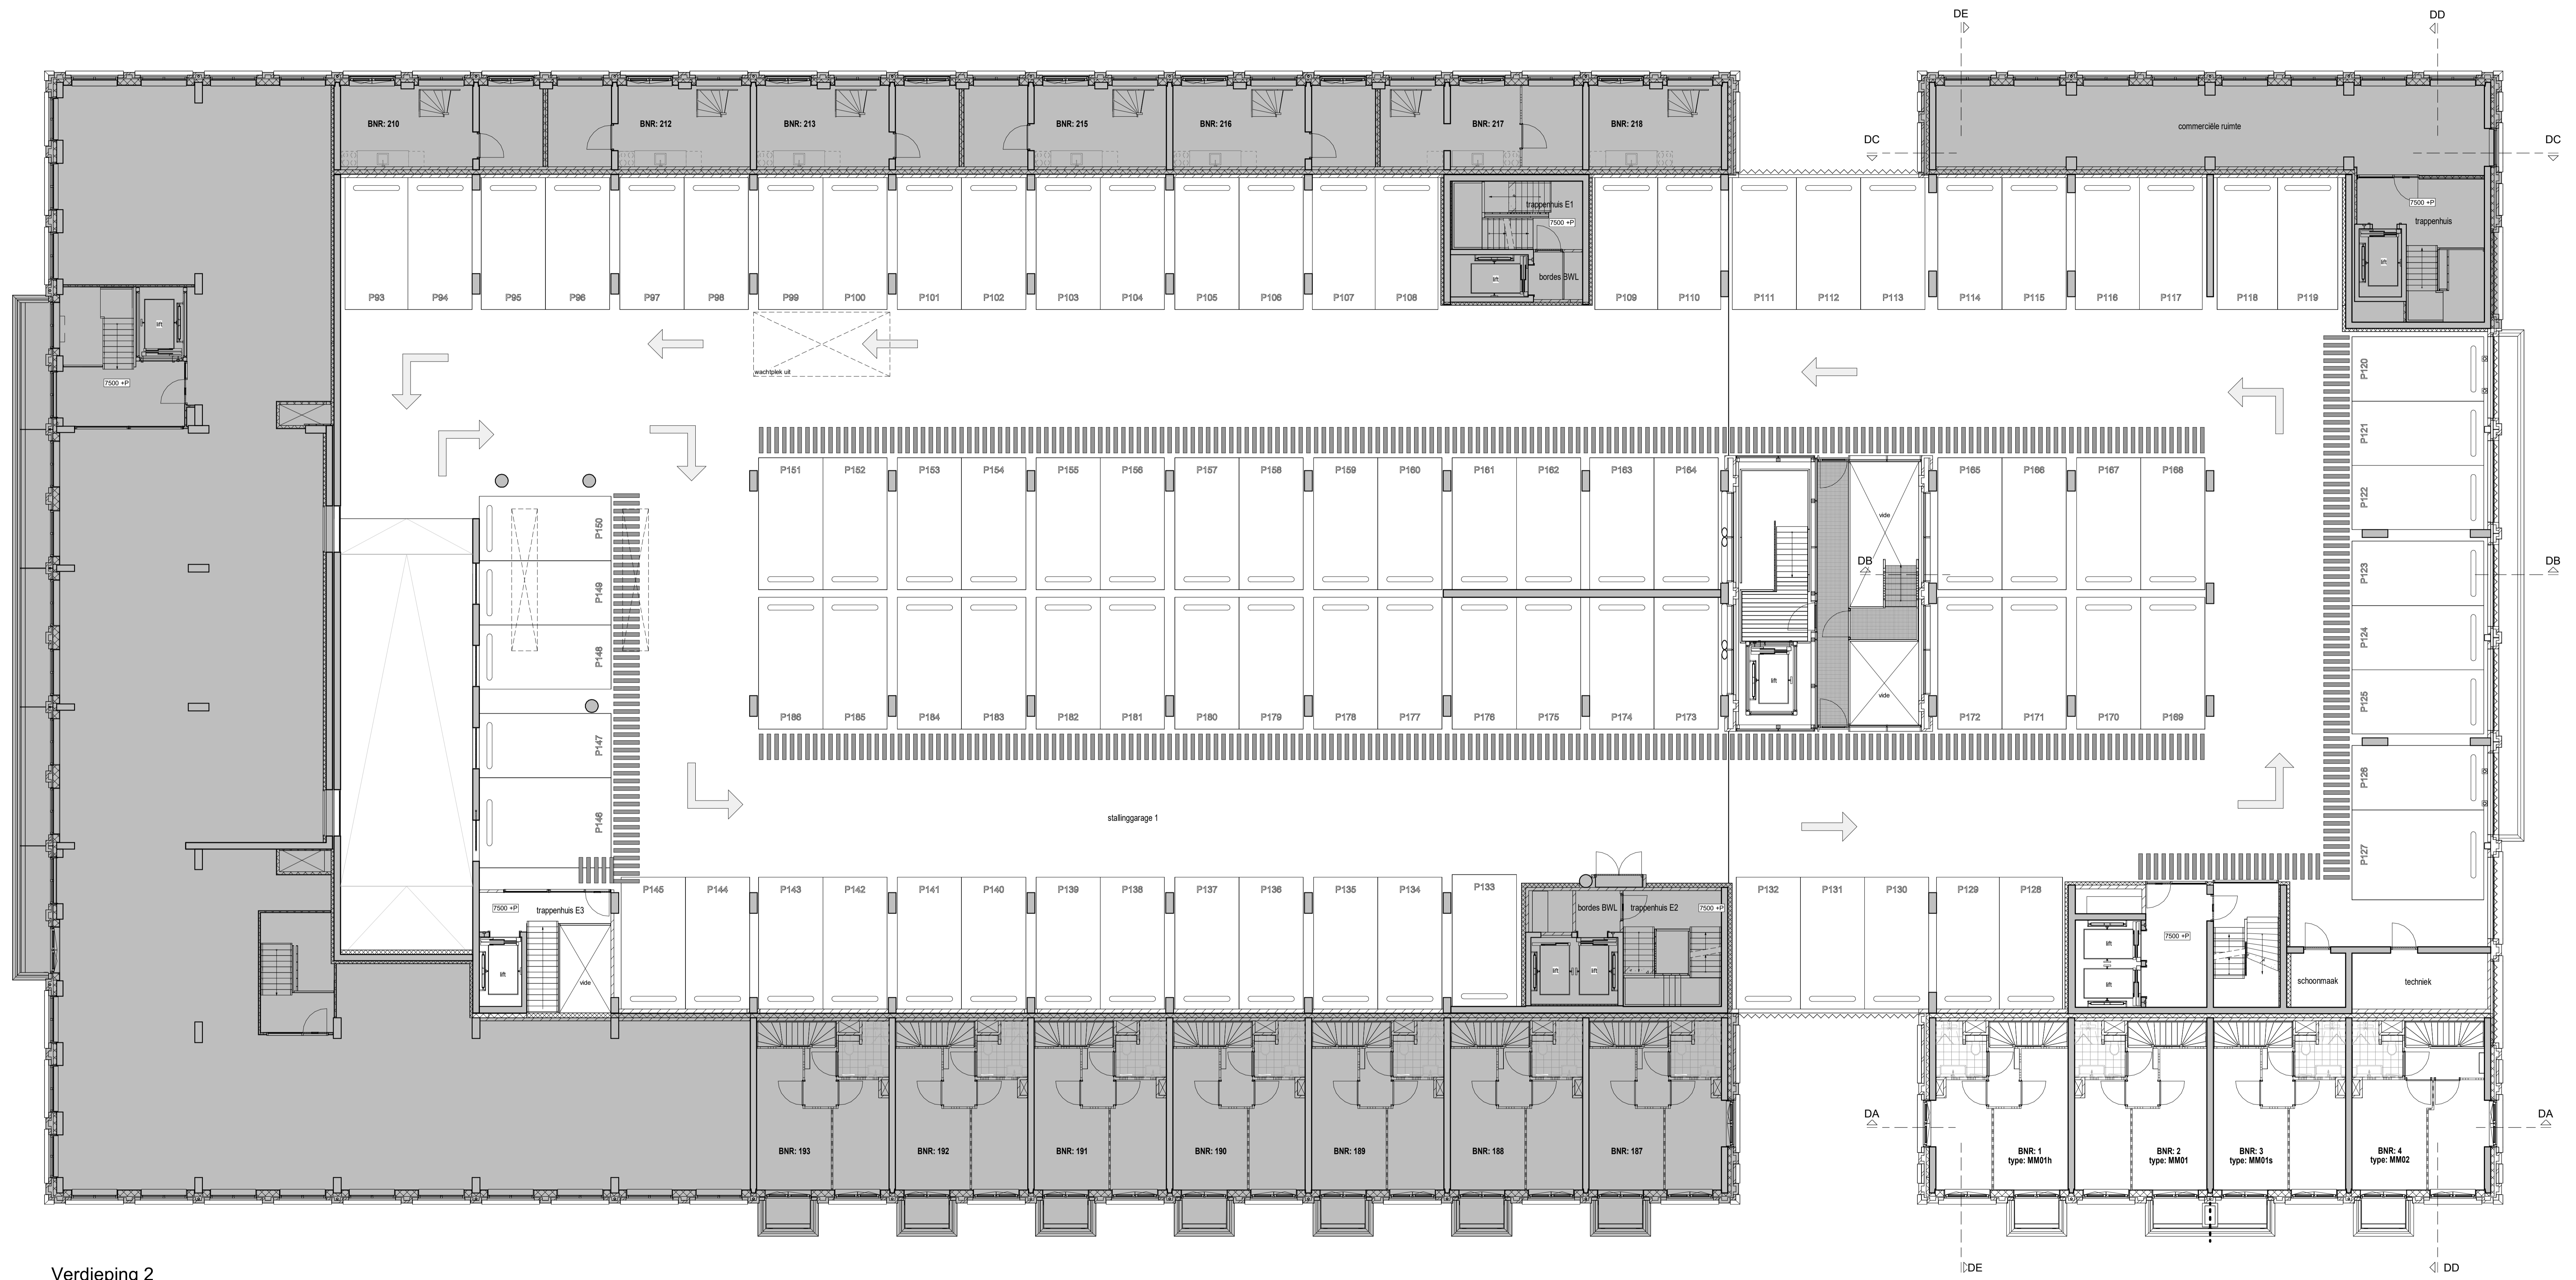 DE
DD
DC
DC
BNR: 210
BNR: 212
BNR: 213
BNR: 215
BNR: 216
BNR: 217
BNR: 218
commerciële ruimte
trappenhuis E1
7500 +P
lift
bordes BWL
7500 +P
trappenhuis
lift
P93
P94
P95
P96
P97
P98
P99
P100
P101
P102
P103
P104
P105
P106
P107
P108
P109
P110
P111
P112
P113
P114
P115
P116
P117
P118
P119
lift
7500 +P
wachtplek uit
P120
P121
P122
P123
P124
P125
P126
P127
P151
P152
P153
P154
P155
P156
P157
P158
P159
P160
P161
P162
P163
P164
P165
P166
P167
P168
vide
DB
DB
P150
P149
P148
P147
P146
lift
vide
P186
P185
P184
P183
P182
P181
P180
P179
P178
P177
P176
P175
P174
P173
P172
P171
P170
P169
stallinggarage 1
P145
P144
P143
P142
P141
P140
P139
P138
P137
P136
P135
P134
P133
P132
P131
P130
P129
P128
7500 +P
trappenhuis E3
lift
vide
bordes BWL
trappenhuis E2
7500 +P
lift
lift
7500 +P
lift
lift
schoonmaak
techniek
DA
DA
BNR: 193
BNR: 192
BNR: 191
BNR: 190
BNR: 189
BNR: 188
BNR: 187
BNR: 1
type: MM01h
BNR: 2
type: MM01
BNR: 3
type: MM01s
BNR: 4
type: MM02
DE
DD
Verdieping 2